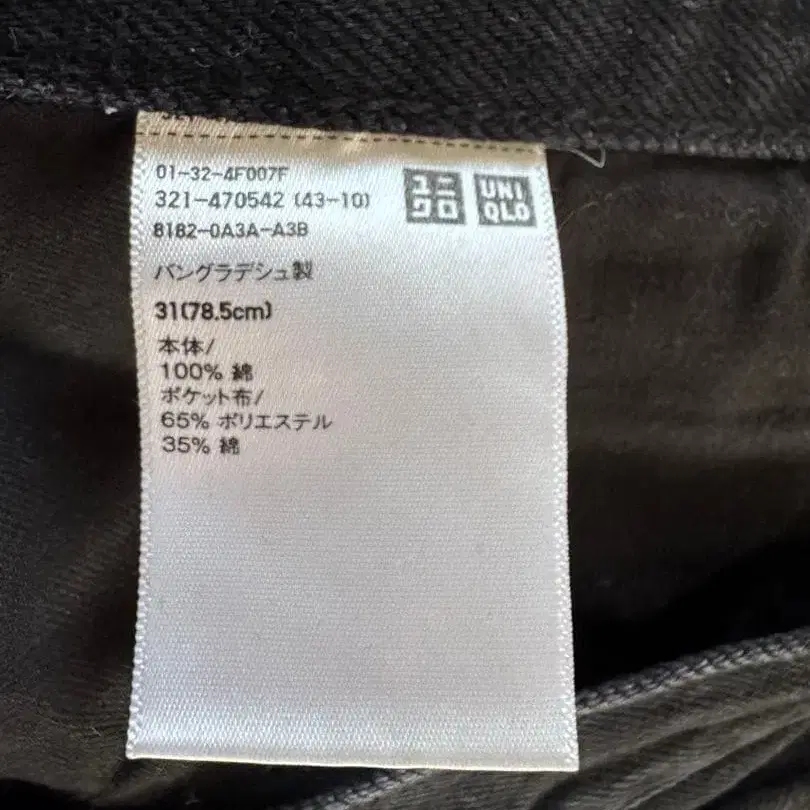 01-32-4F007F
321-470542 (43-10)
8182-0A3A-A3B
ユニクロ
UNIQLO
バングラデシュ製
31(78.5cm)
本体/
100% 綿
ポケット布/
65% ポリエステル
35% 綿